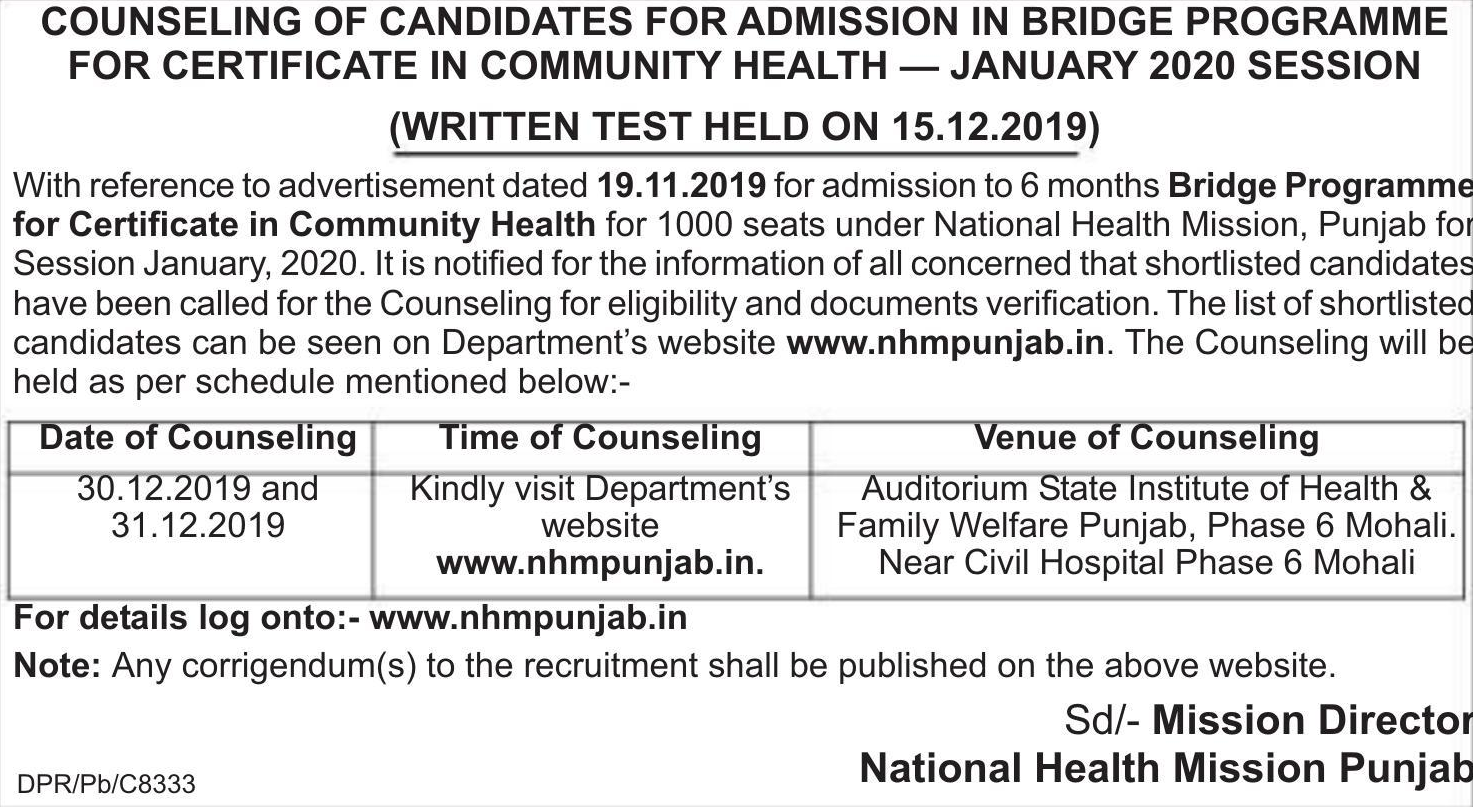 COUNSELING OF CANDIDATES FOR ADMISSION IN BRIDGE PROGRAMME
FOR CERTIFICATE IN COMMUNITY HEALTH — JANUARY 2020 SESSION
(WRITTEN TEST HELD ON 15.12.2019)
With reference to advertisement dated 19.11.2019 for admission to 6 months Bridge Programme
for Certificate in Community Health for 1000 seats under National Health Mission, Punjab for
Session January, 2020. It is notified for the information of all concerned that shortlisted candidates
have been called for the Counseling for eligibility and documents verification. The list of shortlisted
candidates can be seen on Department's website www.nhmpunjab.in. The Counseling will be
held as per schedule mentioned below:-
Date of Counseling
Time of Counseling
Venue of Counseling
30.12.2019 and
31.12.2019
Kindly visit Department's
website
www.nhmpunjab.in.
Auditorium State Institute of Health &
Family Welfare Punjab, Phase 6 Mohali.
Near Civil Hospital Phase 6 Mohali
For details log onto:- www.nhmpunjab.in
Note: Any corrigendum(s) to the recruitment shall be published on the above website.
Sd/- Mission Director
National Health Mission Punjab
DPR/Pb/C8333